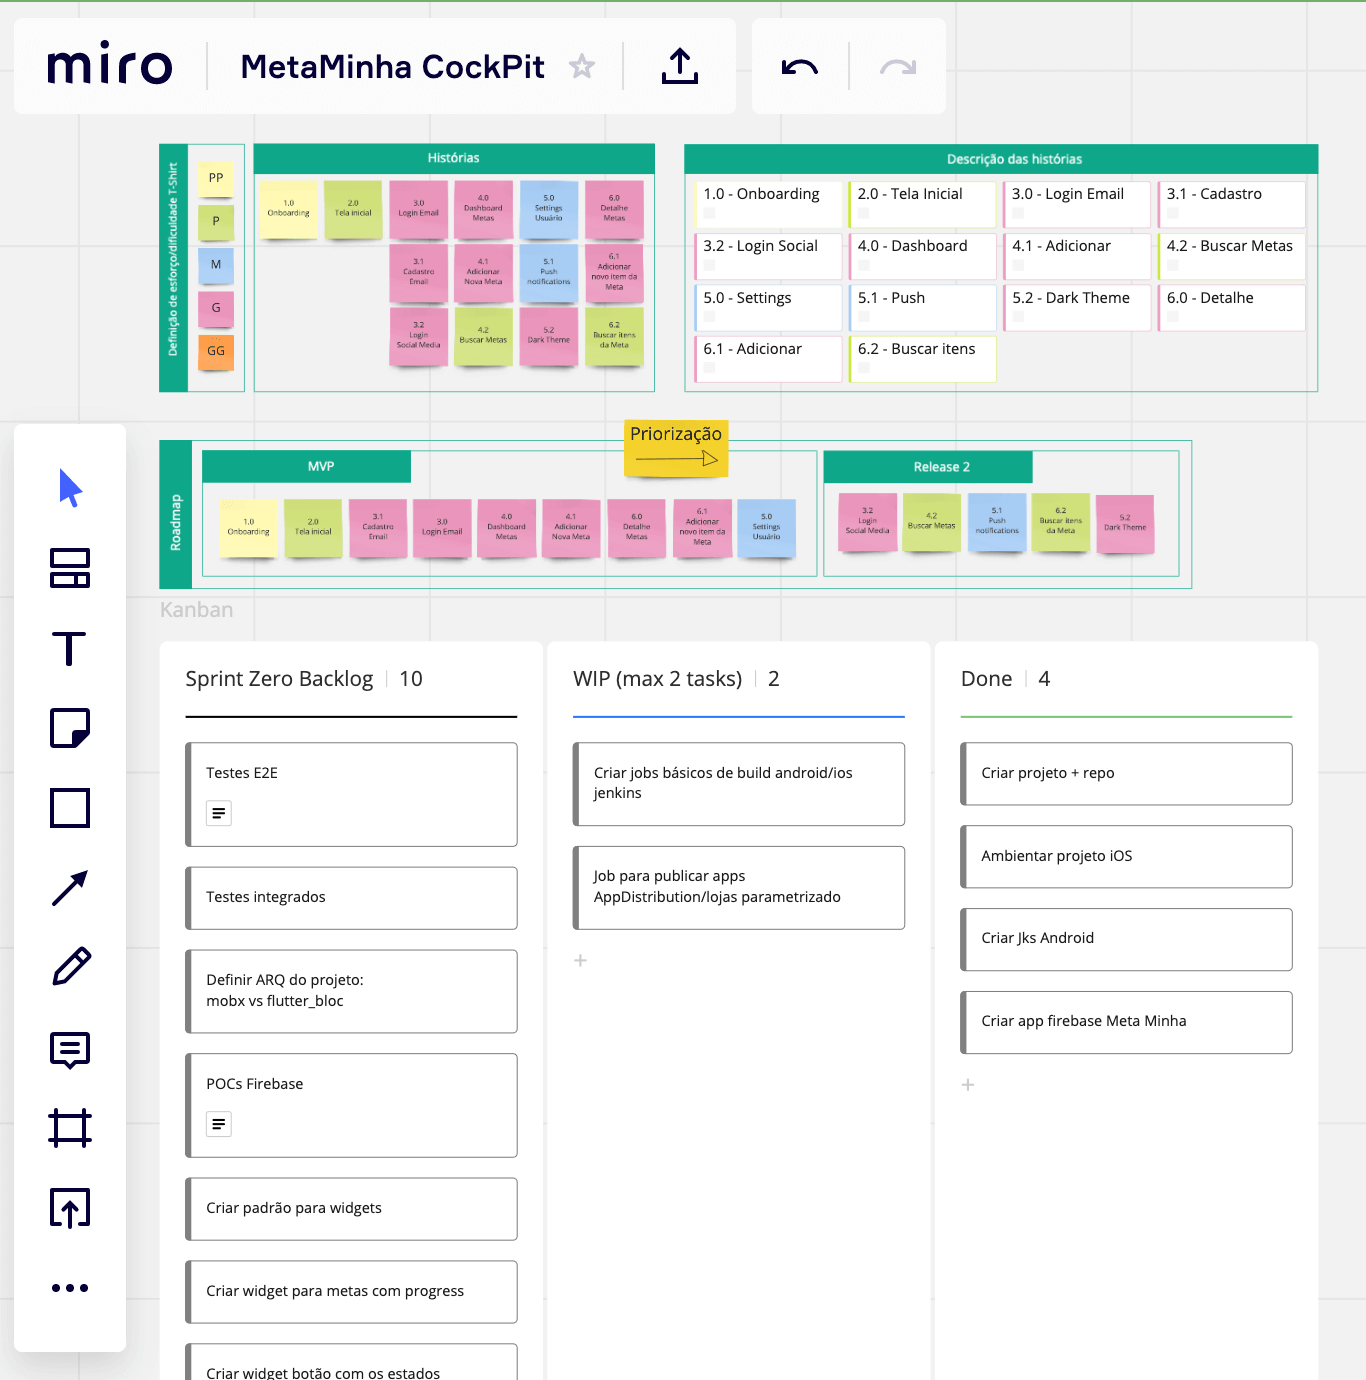 miro
MetaMinha CockPit
Definição de esforço/dificuldade T-Shirt
PP
P
M
G
GG
Histórias
1.0
Onboarding
2.0
Tela inicial
3.0
Login Email
4.0
Dashboard
Metas
5.0
Settings
Usuário
6.0
Detalhe
Metas
3.1
Cadastro
Email
4.1
Adicionar
Nova Meta
5.1
Push
notifications
6.1
Adicionar
novo item da
Meta
3.2
Login
Social Media
4.2
Buscar Metas
5.2
Dark Theme
6.2
Buscar itens
da Meta
Descrição das histórias
1.0 - Onboarding
2.0 - Tela Inicial
3.0 - Login Email
3.1 - Cadastro
3.2 - Login Social
4.0 - Dashboard
4.1 - Adicionar
4.2 - Buscar Metas
5.0 - Settings
5.1 - Push
5.2 - Dark Theme
6.0 - Detalhe
6.1 - Adicionar
6.2 - Buscar itens
Priorização
Roadmap
MVP
1.0
Onboarding
2.0
Tela inicial
3.1
Cadastro
Email
3.0
Login Email
4.0
Dashboard
Metas
4.1
Adicionar
Nova Meta
6.0
Detalhe
Metas
6.1
Adicionar
novo item da
Meta
5.0
Settings
Usuário
Release 2
3.2
Login
Social Media
4.2
Buscar Metas
5.1
Push
notifications
6.2
Buscar itens
da Meta
5.2
Dark Theme
Kanban
Sprint Zero Backlog 10
Testes E2E
Testes integrados
Definir ARQ do projeto:
mobx vs flutter_bloc
POCs Firebase
Criar padrão para widgets
Criar widget para metas com progress
Criar widget botão com os estados
WIP (max 2 tasks) 2
Criar jobs básicos de build android/ios
jenkins
Job para publicar apps
AppDistribution/lojas parametrizado
Done 4
Criar projeto + repo
Ambientar projeto iOS
Criar Jks Android
Criar app firebase Meta Minha